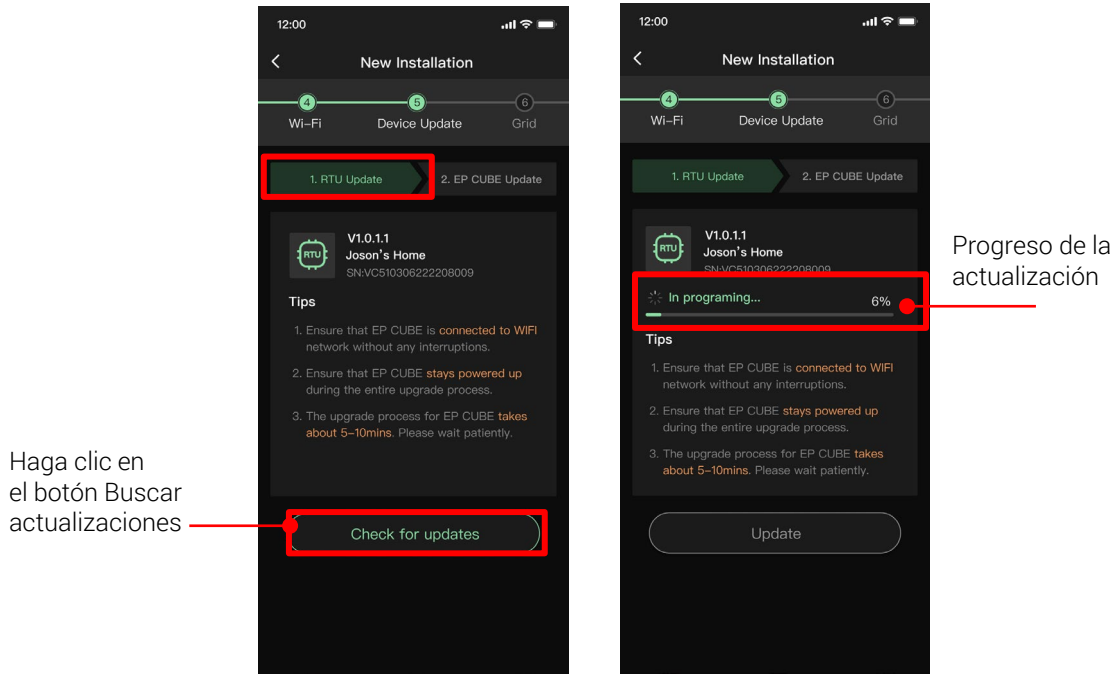 Haga clic en
el botón Buscar
actualizaciones
12:00
New Installation
4
5
6
Wi-Fi
Device Update
Grid
1. RTU Update
2. EP CUBE Update
RTU
V1.0.1.1
Joson's Home
SN:VC510306222208009
Tips
1. Ensure that EP CUBE is connected to WIFI
network without any interruptions.
2. Ensure that EP CUBE stays powered up
during the entire upgrade process.
3. The upgrade process for EP CUBE takes
about 5-10mins. Please wait patiently.
Check for updates
12:00
New Installation
4
5
6
Wi-Fi
Device Update
Grid
1. RTU Update
2. EP CUBE Update
RTU
V1.0.1.1
Joson's Home
SN:VC510306222208009
In programing...
6%
Tips
1. Ensure that EP CUBE is connected to WIFI
network without any interruptions.
2. Ensure that EP CUBE stays powered up
during the entire upgrade process.
3. The upgrade process for EP CUBE takes
about 5-10mins. Please wait patiently.
Update
Progreso de la
actualización